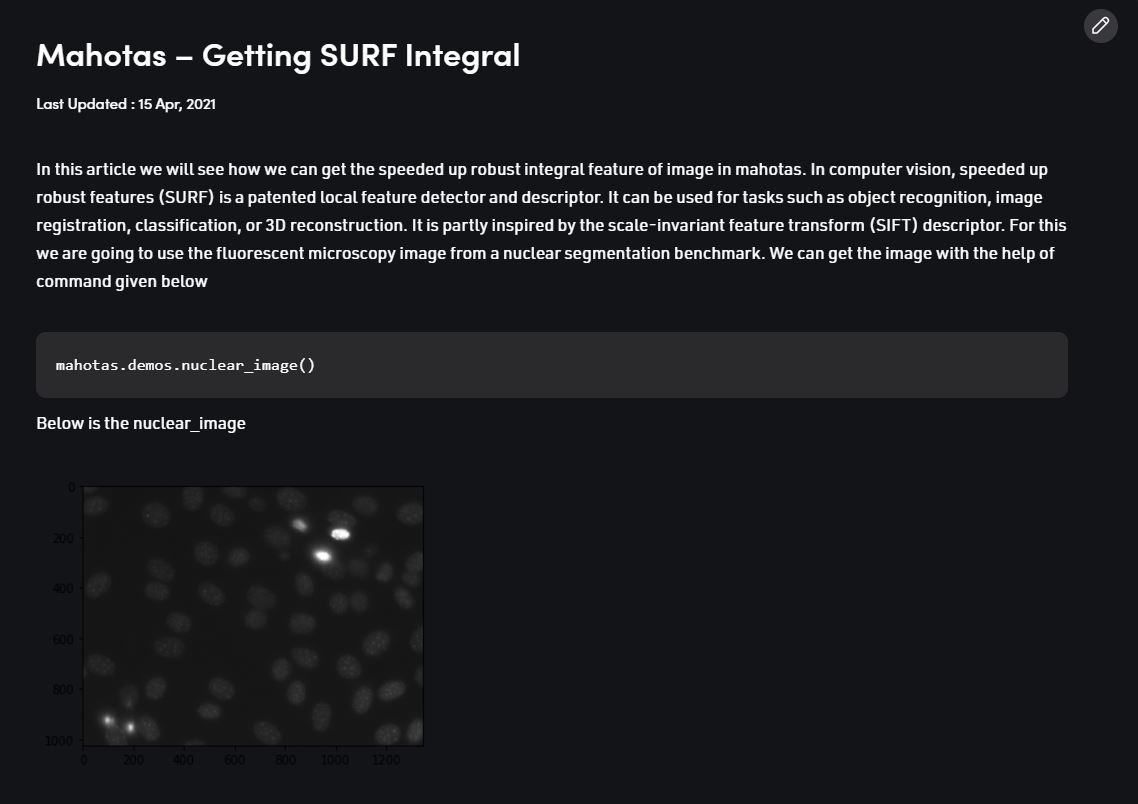 Mahotas – Getting SURF Integral
Last Updated : 15 Apr, 2021
In this article we will see how we can get the speeded up robust integral feature of image in mahotas. In computer vision, speeded up
robust features (SURF) is a patented local feature detector and descriptor. It can be used for tasks such as object recognition, image
registration, classification, or 3D reconstruction. It is partly inspired by the scale-invariant feature transform (SIFT) descriptor. For this
we are going to use the fluorescent microscopy image from a nuclear segmentation benchmark. We can get the image with the help of
command given below
mahotas.demos.nuclear_image()
Below is the nuclear_image
0
200
400
600
800
1000
0 200 400 600 800 1000 1200